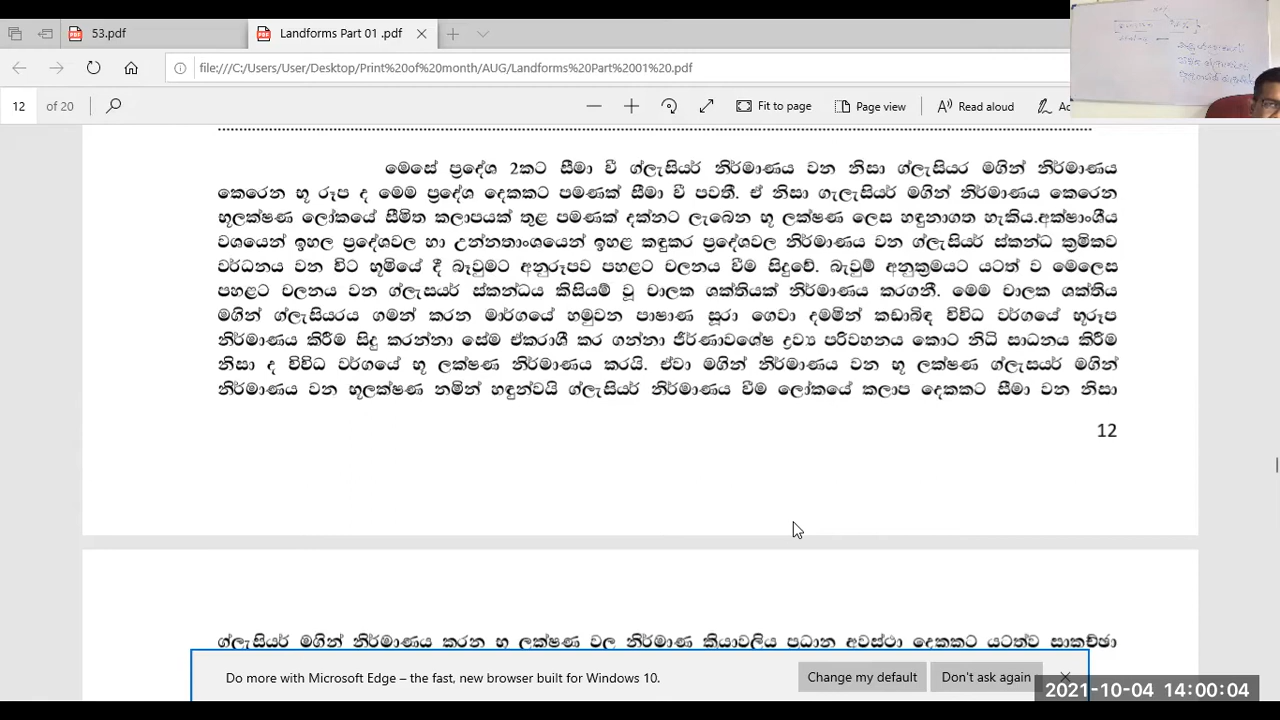 53.pdf
Landforms Part 01 .pdf
file:///C:/Users/User/Desktop/Print%20of%20month/AUG/Landforms%20Part%2001%20.pdf
12 of 20
Fit to page
Page view
Read aloud
මෙසේ ප්‍රදේශ 2කට සීමා වී ග්ලැසියර් නිර්මාණය වන නිසා ග්ලැසියර මගින් නිර්මාණය
කෙරෙන භූ රූප ද මෙම ප්‍රදේශ දෙකකට පමණක් සීමා වී පවතී. ඒ නිසා ගැලැසියර් මගින් නිර්මාණය කෙරෙන
භූලක්ෂණ ලෝකයේ සීමිත කලාපයක් තුළ පමණක් දක්නට ලැබෙන භූ ලක්ෂණ ලෙස හඳුනාගත හැකිය.අක්ෂාංශීය
වශයෙන් ඉහල ප්‍රදේශවල හා උන්නතාංශයෙන් ඉහළ කඳුකර ප්‍රදේශවල නිර්මාණය වන ග්ලැසියර් ස්කන්ධ ක්‍රමිකව
වර්ධනය වන විට භූමියේ දී බෑවුමට අනුරූපව පහළට චලනය වීම සිදුවේ. බැවුම් අනුක්‍රමයට යටත් ව මෙලෙස
පහළට චලනය වන ග්ලැසයර් ස්කන්ධය කිසියම් වූ චාලක ශක්තියක් නිර්මාණය කරගනී. මෙම චාලක ශක්තිය
මගින් ග්ලැසියරය ගමන් කරන මාර්ගයේ හමුවන පාෂාණ සූරා ගෙවා දමමින් කඩාබිඳ විවිධ වර්ගයේ භූරූප
නිර්මාණය කිරීම සිදු කරන්නා සේම ඒකරාශී කර ගන්නා ජීර්ණාවශේෂ ද්‍රව්‍ය පරිවහනය කොට නිධි සාධනය කිරීම
නිසා ද විවිධ වර්ගයේ භූ ලක්ෂණ නිර්මාණය කරයි. ඒවා මගින් නිර්මාණය වන භූ ලක්ෂණ ග්ලැසයර් මගින්
නිර්මාණය වන භූලක්ෂණ නමින් හඳුන්වයි ග්ලැසියර් නිර්මාණය වීම ලෝකයේ කලාප දෙකකට සීමා වන නිසා
12
ග්ලැසියර් මගින් නිර්මාණය කරන භූ ලක්ෂණ වල නිර්මාණ ක්‍රියාවලිය ප්‍රධාන අවස්ථා දෙකකට යටත්ව සාකච්ඡා
Do more with Microsoft Edge – the fast, new browser built for Windows 10.
Change my default
Don't ask again
2021-10-04 14:00:04